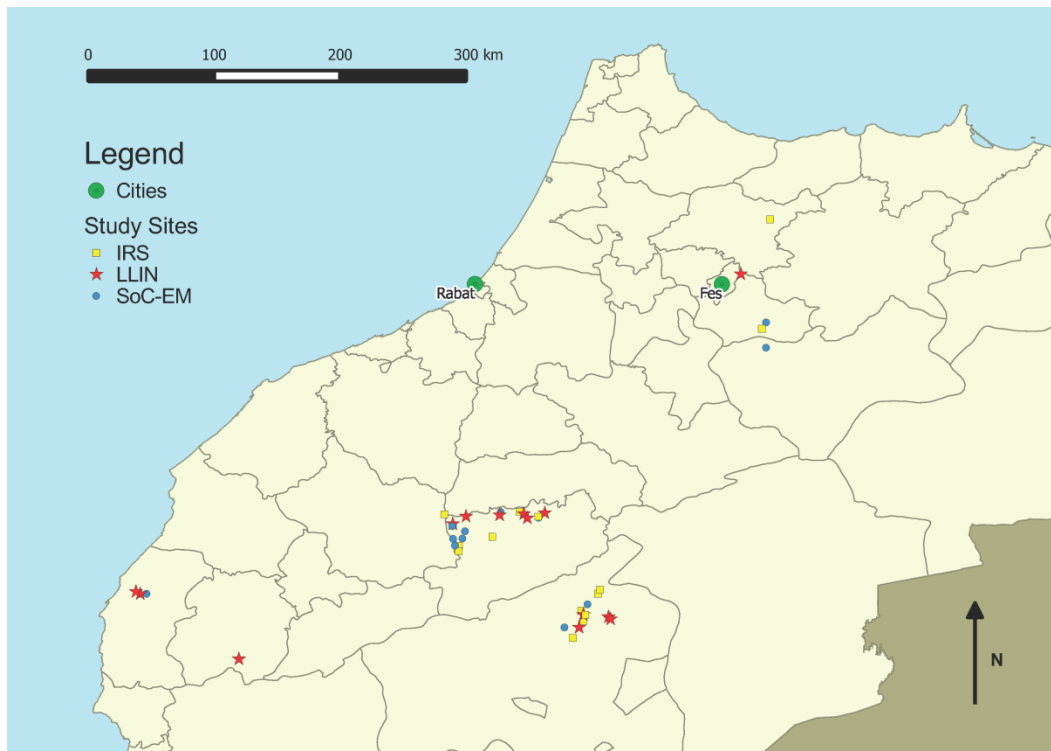 0 100 200 300 km
Legend
Cities
Study Sites
IRS
LLIN
SoC-EM
Rabat
Fes
N